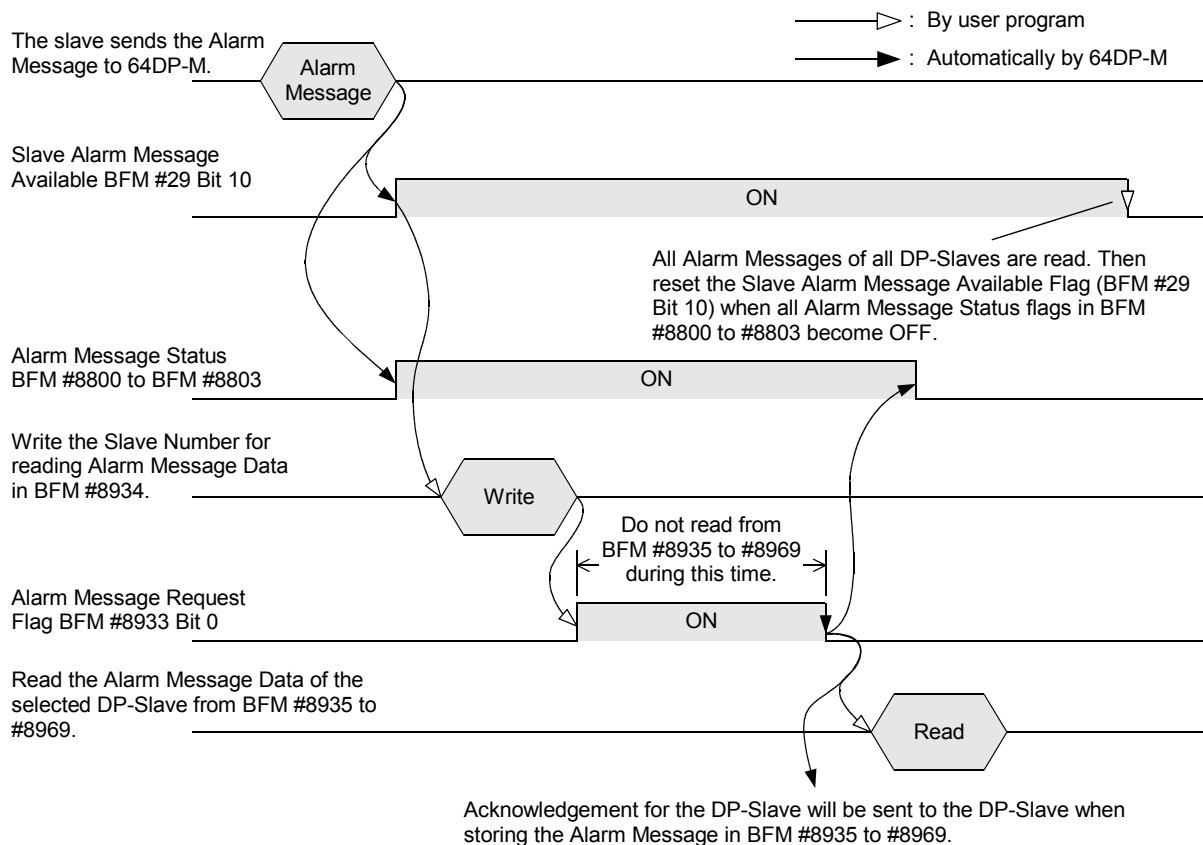 : By user program
: Automatically by 64DP-M
The slave sends the Alarm
Message to 64DP-M.
Alarm
Message
Slave Alarm Message
Available BFM #29 Bit 10
ON
All Alarm Messages of all DP-Slaves are read. Then
reset the Slave Alarm Message Available Flag (BFM #29
Bit 10) when all Alarm Message Status flags in BFM
#8800 to #8803 become OFF.
Alarm Message Status
BFM #8800 to BFM #8803
ON
Write the Slave Number for
reading Alarm Message Data
in BFM #8934.
Write
Do not read from
BFM #8935 to #8969
during this time.
Alarm Message Request
Flag BFM #8933 Bit 0
ON
Read the Alarm Message Data of the
selected DP-Slave from BFM #8935 to
#8969.
Read
Acknowledgement for the DP-Slave will be sent to the DP-Slave when
storing the Alarm Message in BFM #8935 to #8969.